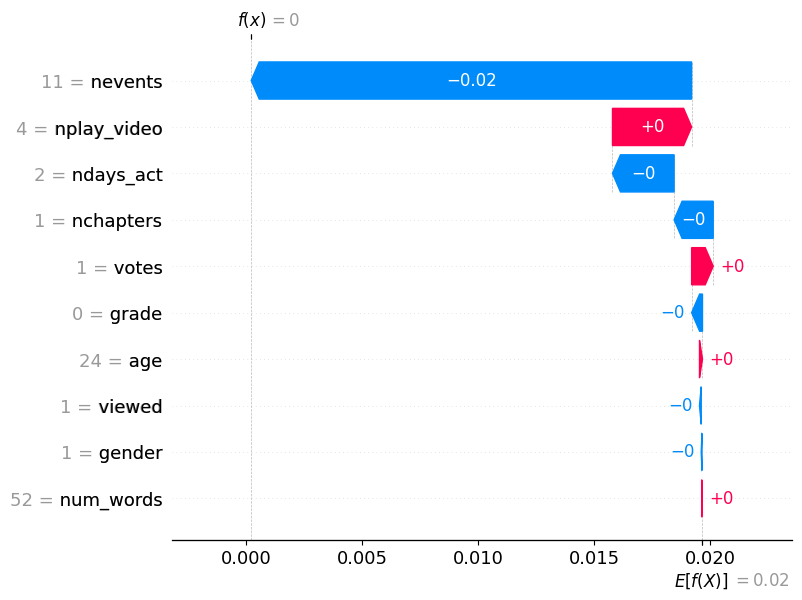 f(x) = 0
11 = nevents
−0.02
4 = nplay_video
+0
2 = ndays_act
−0
1 = nchapters
−0
1 = votes
+0
0 = grade
−0
24 = age
+0
1 = viewed
−0
1 = gender
−0
52 = num_words
+0
0.000 0.005 0.010 0.015 0.020
E[f(X)] = 0.02